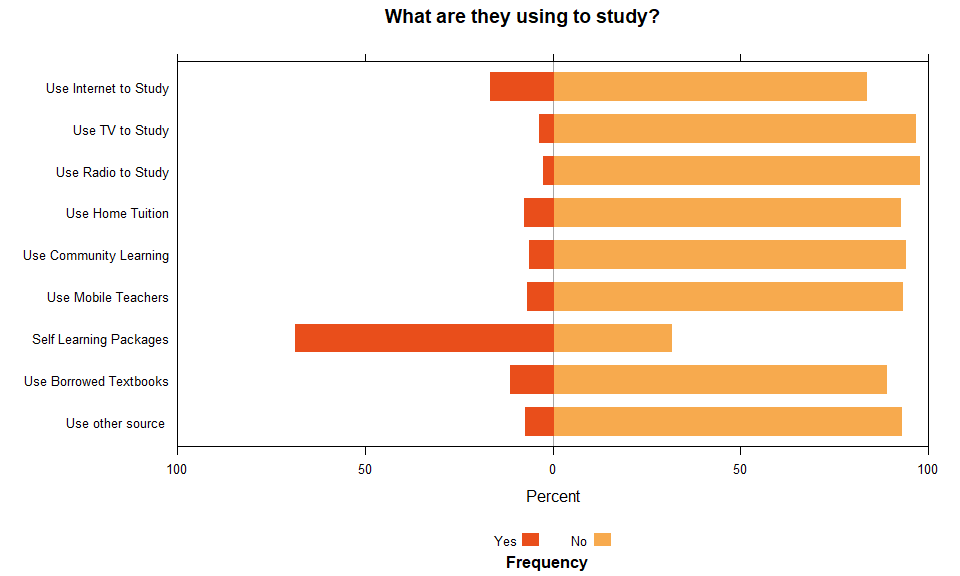 What are they using to study?
Use Internet to Study
Use TV to Study
Use Radio to Study
Use Home Tuition
Use Community Learning
Use Mobile Teachers
Self Learning Packages
Use Borrowed Textbooks
Use other source
100 50 0 50 100
Percent
Yes No
Frequency